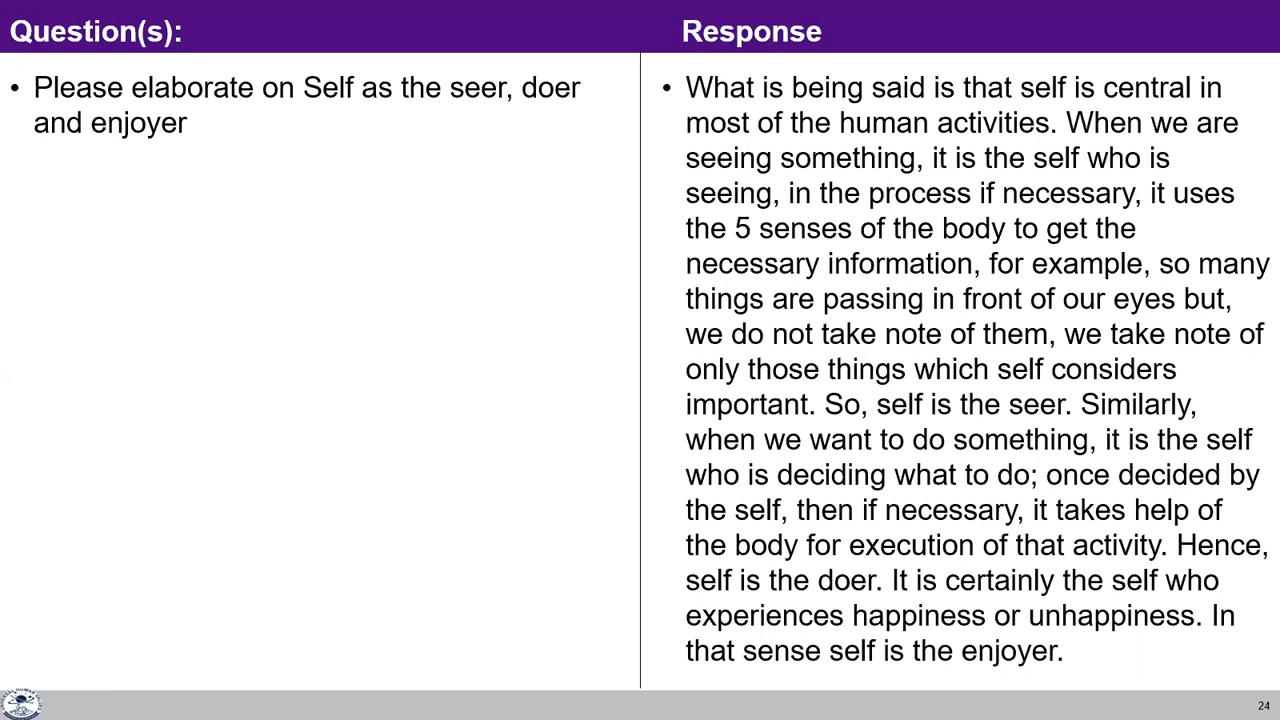 Question(s):
Response
• Please elaborate on Self as the seer, doer
and enjoyer
• What is being said is that self is central in
most of the human activities. When we are
seeing something, it is the self who is
seeing, in the process if necessary, it uses
the 5 senses of the body to get the
necessary information, for example, so many
things are passing in front of our eyes but,
we do not take note of them, we take note of
only those things which self considers
important. So, self is the seer. Similarly,
when we want to do something, it is the self
who is deciding what to do; once decided by
the self, then if necessary, it takes help of
the body for execution of that activity. Hence,
self is the doer. It is certainly the self who
experiences happiness or unhappiness. In
that sense self is the enjoyer.
24